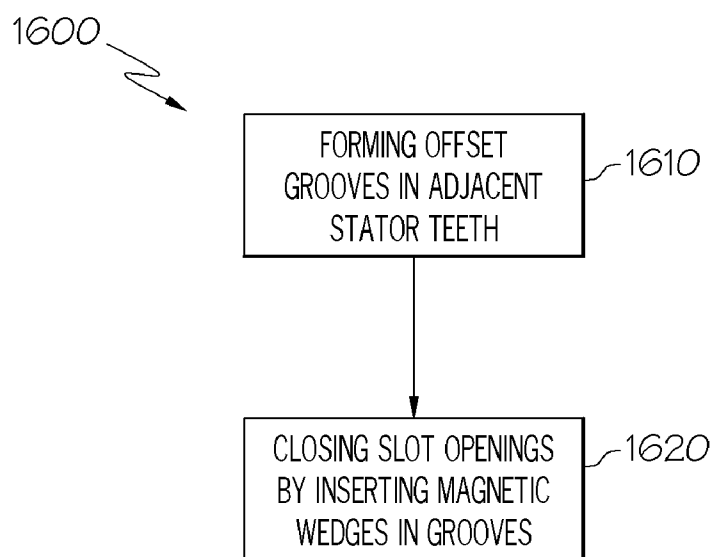 1600
FORMING OFFSET
GROOVES IN ADJACENT
STATOR TEETH
1610
CLOSING SLOT OPENINGS
BY INSERTING MAGNETIC
WEDGES IN GROOVES
1620